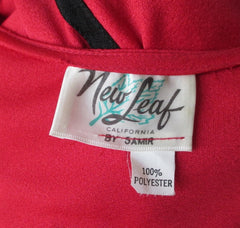 New Leaf
CALIFORNIA
BY SAMIR
100%
POLYESTER